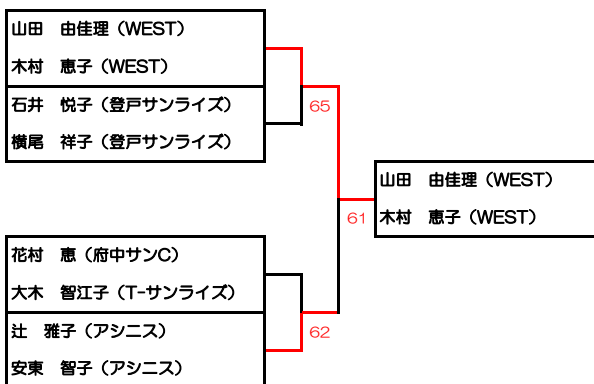 山田　由佳理（WEST）
木村　恵子（WEST）
石井　悦子（登戸サンライズ）
横尾　祥子（登戸サンライズ）
65
山田　由佳理（WEST）
木村　恵子（WEST）
61
花村　恵（府中サンC）
大木　智江子（T-サンライズ）
辻　雅子（アシニス）
安東　智子（アシニス）
62